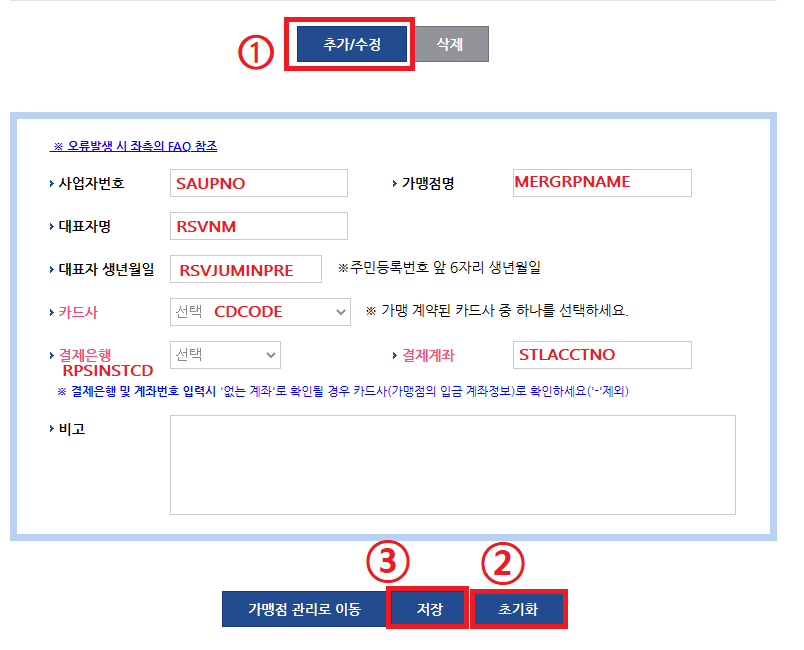 ① 추가/수정 삭제
※ 오류발생 시 좌측의 FAQ 참조
사업자번호 SAUPNO 가맹점명 MERGRPNAME
대표자명 RSVNM
대표자 생년월일 RSVJUMINPRE ※주민등록번호 앞 6자리 생년월일
카드사 선택 CDCODE ※ 가맹 계약된 카드사 중 하나를 선택하세요.
결제은행 선택 결제계좌 STLACCTNO
RPSINSTCD
※ 결제은행 및 계좌번호 입력시 '없는 계좌'로 확인될 경우 카드사(가맹점의 입금 계좌정보)로 확인하세요('-'제외)
비고
③ ②
가맹점 관리로 이동 저장 초기화